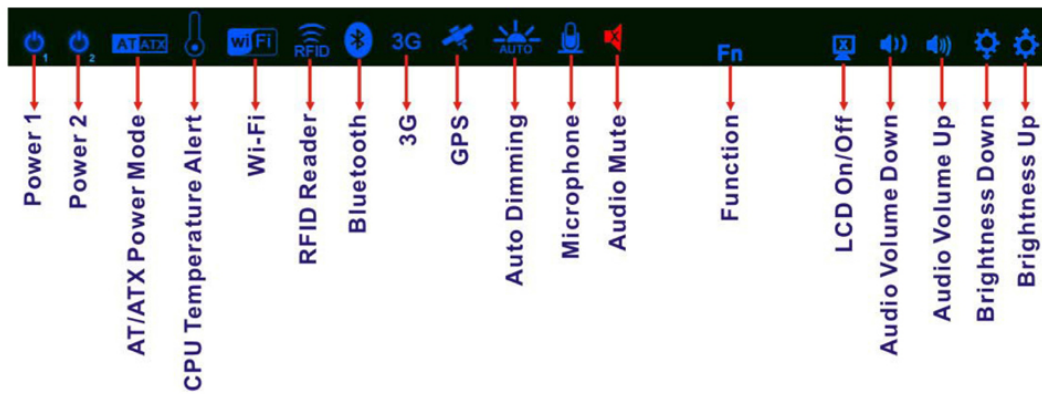 1
2
AT ATX
wiFi
RFID
3G
AUTO
Fn
X
Power 1
Power 2
AT/ATX Power Mode
CPU Temperature Alert
Wi-Fi
RFID Reader
Bluetooth
3G
GPS
Auto Dimming
Microphone
Audio Mute
Function
LCD On/Off
Audio Volume Down
Audio Volume Up
Brightness Down
Brightness Up